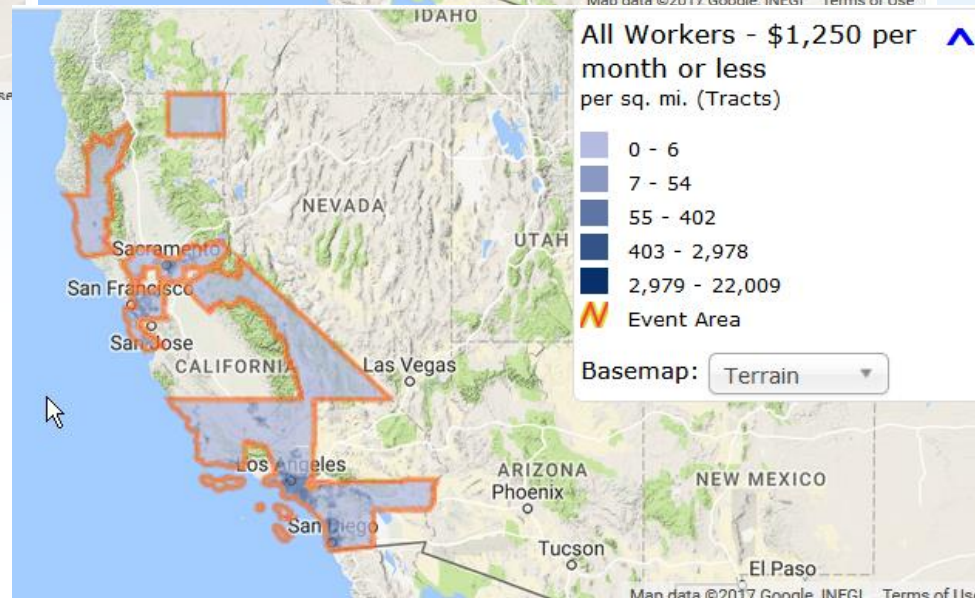 Map data ©2017 Google, INEGI Terms of Use
se
IDAHO
All Workers - $1,250 per
month or less
per sq. mi. (Tracts)
0 - 6
7 - 54
55 - 402
403 - 2,978
2,979 - 22,009
Event Area
Basemap: Terrain
NEVADA
UTAH
Sacramento
San Francisco
San Jose
CALIFORNIA
Las Vegas
Los Angeles
ARIZONA
Phoenix
NEW MEXICO
San Diego
Tucson
El Paso
Map data ©2017 Google, INEGI Terms of Use